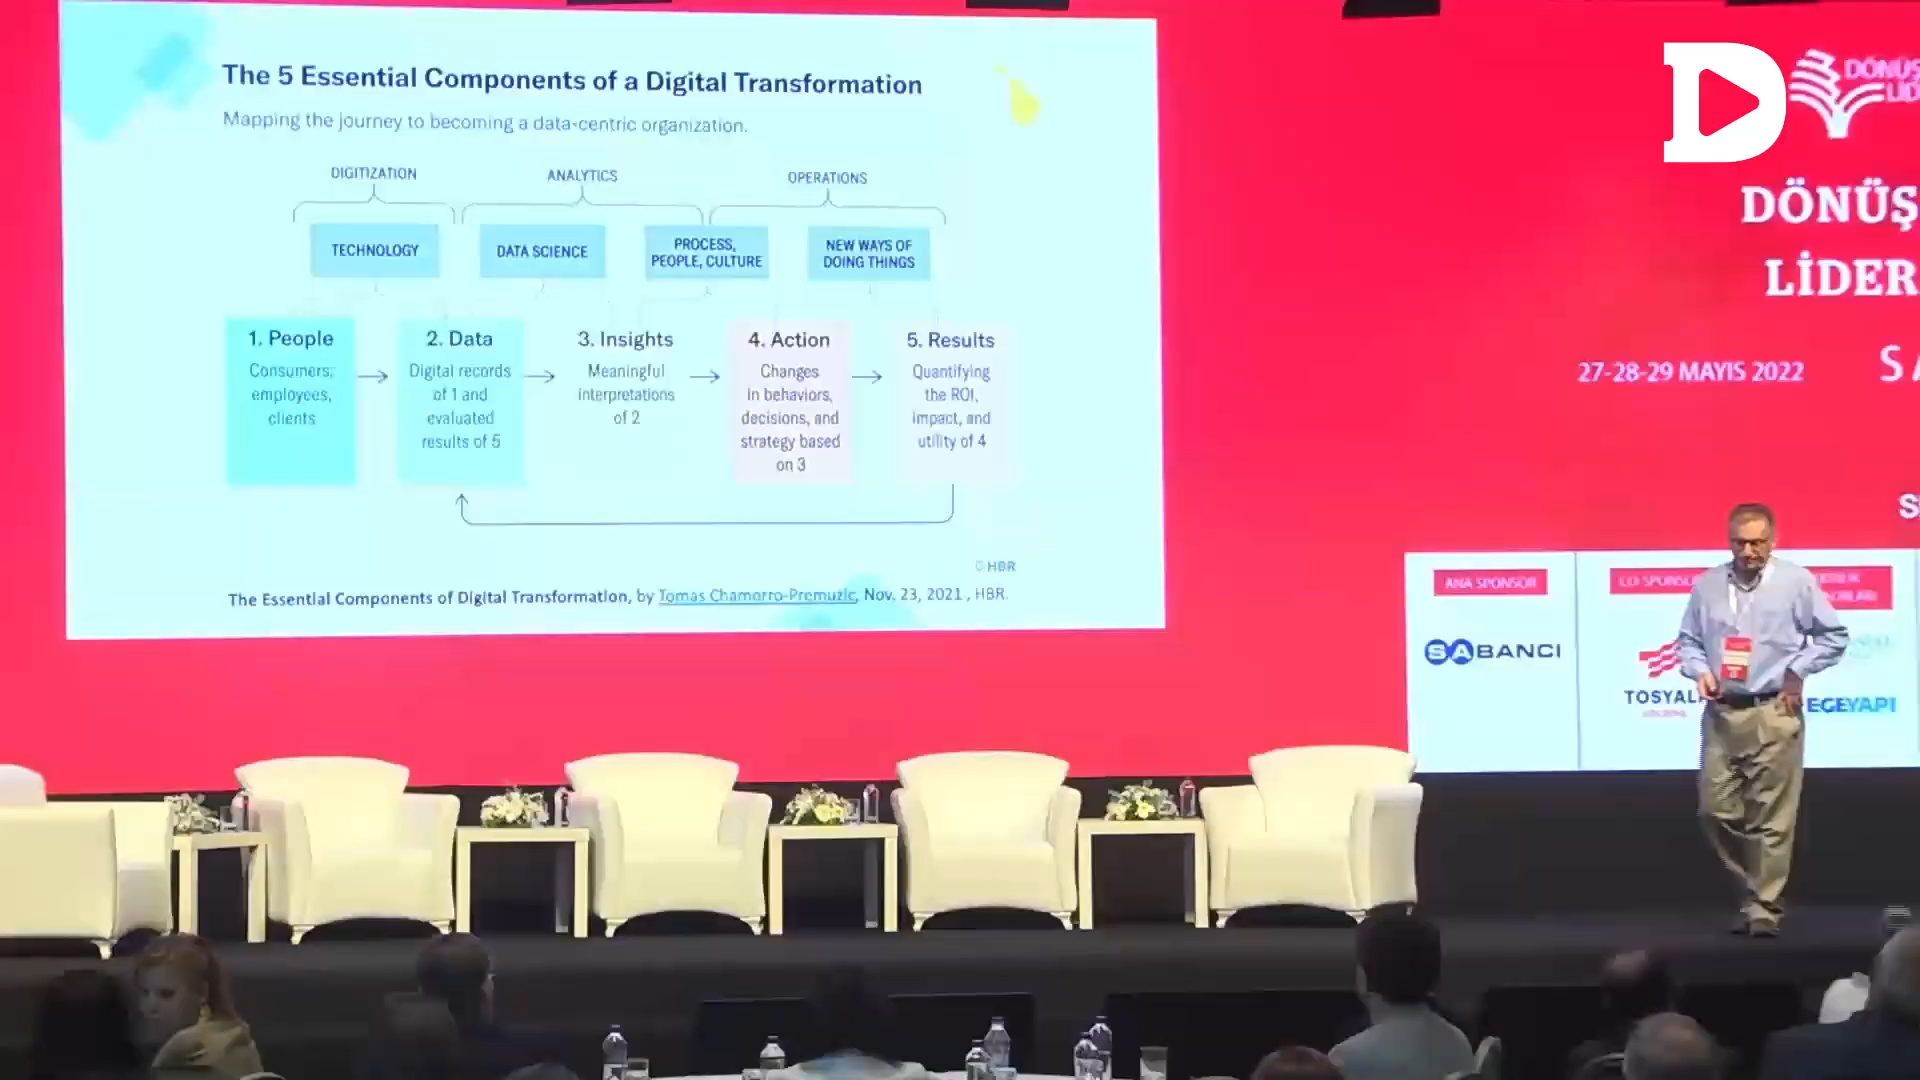 The 5 Essential Components of a Digital Transformation
Mapping the journey to becoming a data-centric organization.
DIGITIZATION
ANALYTICS
OPERATIONS
TECHNOLOGY
DATA SCIENCE
PROCESS,
PEOPLE, CULTURE
NEW WAYS OF
DOING THINGS
1. People
Consumers,
employees,
clients
2. Data
Digital records
of 1 and
evaluated
results of 5
3. Insights
Meaningful
interpretations
of 2
4. Action
Changes
in behaviors,
decisions, and
strategy based
on 3
5. Results
Quantifying
the ROI,
impact, and
utility of 4
© HBR
The Essential Components of Digital Transformation, by Tomas Chamorro-Premuzic, Nov. 23, 2021 , HBR.
D
DÖNÜŞ
LİD
DÖNÜŞ
LİDER
27-28-29 MAYIS 2022
SA
S
ANA SPONSOR
SABANCI
TOSYAL
EGEYAPI